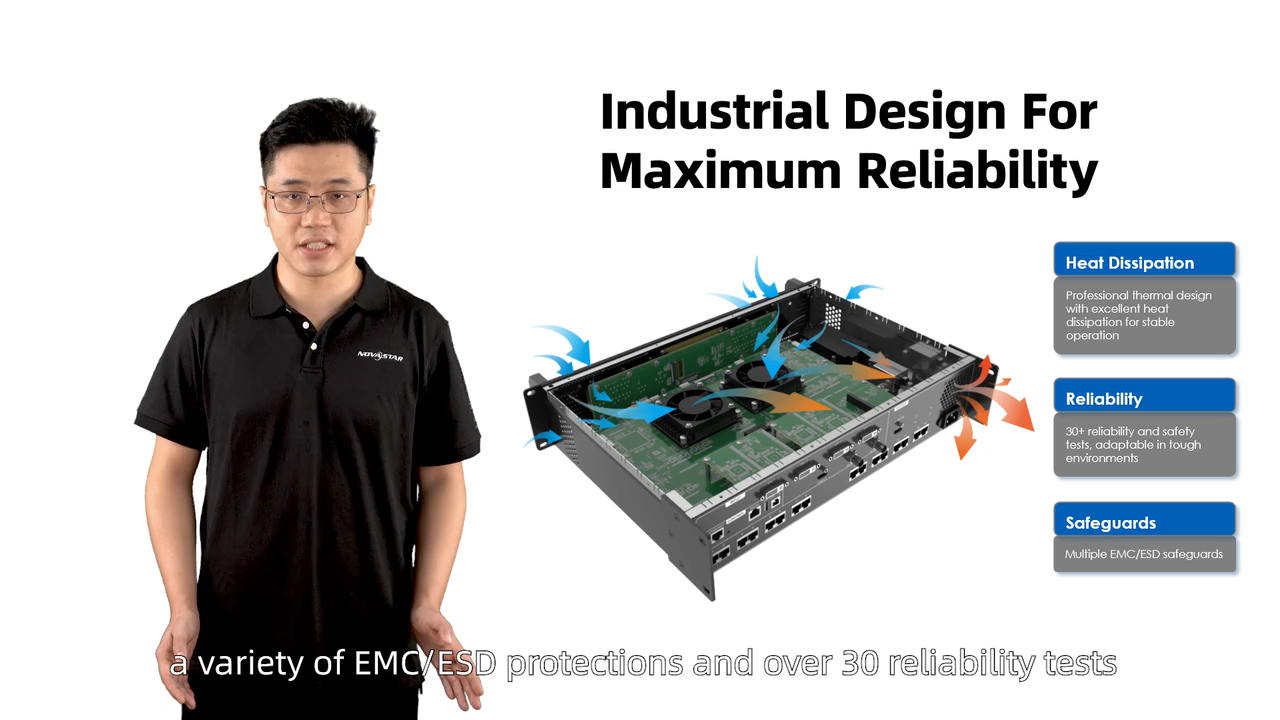 Industrial Design For
Maximum Reliability
NOVASTAR
Heat Dissipation
Professional thermal design
with excellent heat
dissipation for stable
operation
Reliability
30+ reliability and safety
tests, adaptable in tough
environments
Safeguards
Multiple EMC/ESD safeguards
a variety of EMC/ESD protections and over 30 reliability tests